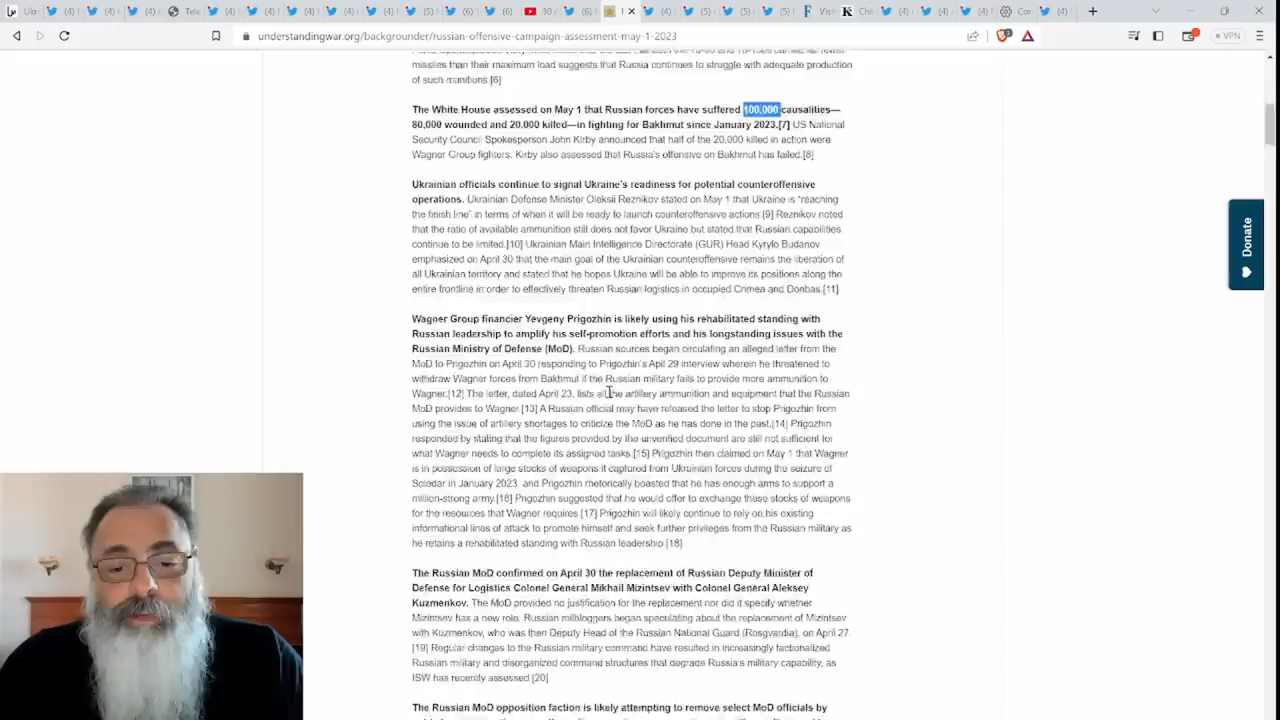 understandingwar.org/backgrounder/russian-offensive-campaign-assessment-may-1-2023
VPN
missiles than their maximum load suggests that Russia continues to struggle with adequate production
of such munitions [6]
The White House assessed on May 1 that Russian forces have suffered 100,000 causalities—
80,000 wounded and 20,000 killed—in fighting for Bakhmut since January 2023.[7] US National
Security Council Spokesperson John Kirby announced that half of the 20,000 killed in action were
Wagner Group fighters. Kirby also assessed that Russia's offensive on Bakhmut has failed.[8]
Ukrainian officials continue to signal Ukraine's readiness for potential counteroffensive
operations. Ukrainian Defense Minister Oleksii Reznikov stated on May 1 that Ukraine is "reaching
the finish line" in terms of when it will be ready to launch counteroffensive actions [9] Reznikov noted
that the ratio of available ammunition still does not favor Ukraine but stated that Russian capabilities
continue to be limited.[10] Ukrainian Main Intelligence Directorate (GUR) Head Kyrylo Budanov
emphasized on April 30 that the main goal of the Ukrainian counteroffensive remains the liberation of
all Ukrainian territory and stated that he hopes Ukraine will be able to improve its positions along the
entire frontline in order to effectively threaten Russian logistics in occupied Crimea and Donbas.[11]
Donate
Wagner Group financier Yevgeny Prigozhin is likely using his rehabilitated standing with
Russian leadership to amplify his self-promotion efforts and his longstanding issues with the
Russian Ministry of Defense (MoD). Russian sources began circulating an alleged letter from the
MoD to Prigozhin on April 30 responding to Prigozhin's Apil 29 interview wherein he threatened to
withdraw Wagner forces from Bakhmut if the Russian military fails to provide more ammunition to
Wagner.[12] The letter, dated April 23, lists all the artillery ammunition and equipment that the Russian
MoD provides to Wagner [13] A Russian official may have released the letter to stop Prigozhin from
using the issue of artillery shortages to criticize the MoD as he has done in the past.[14] Prigozhin
responded by stating that the figures provided by the unverified document are still not sufficient for
what Wagner needs to complete its assigned tasks.[15] Prigozhin then claimed on May 1 that Wagner
is in possession of large stocks of weapons it captured from Ukrainian forces during the seizure of
Soledar in January 2023, and Prigozhin rhetorically boasted that he has enough arms to support a
million-strong army.[16] Prigozhin suggested that he would offer to exchange these stocks of weapons
for the resources that Wagner requires [17] Prigozhin will likely continue to rely on his existing
informational lines of attack to promote himself and seek further privileges from the Russian military as
he retains a rehabilitated standing with Russian leadership [18]
The Russian MoD confirmed on April 30 the replacement of Russian Deputy Minister of
Defense for Logistics Colonel General Mikhail Mizintsev with Colonel General Aleksey
Kuzmenkov. The MoD provided no justification for the replacement nor did it specify whether
Mizintsev has a new role. Russian milbloggers began speculating about the replacement of Mizintsev
with Kuzmenkov, who was then Deputy Head of the Russian National Guard (Rosgvardia), on April 27.
[19] Regular changes to the Russian military command have resulted in increasingly factionalized
Russian military and disorganized command structures that degrade Russia's military capability, as
ISW has recently assessed [20]
The Russian MoD opposition faction is likely attempting to remove select MoD officials by